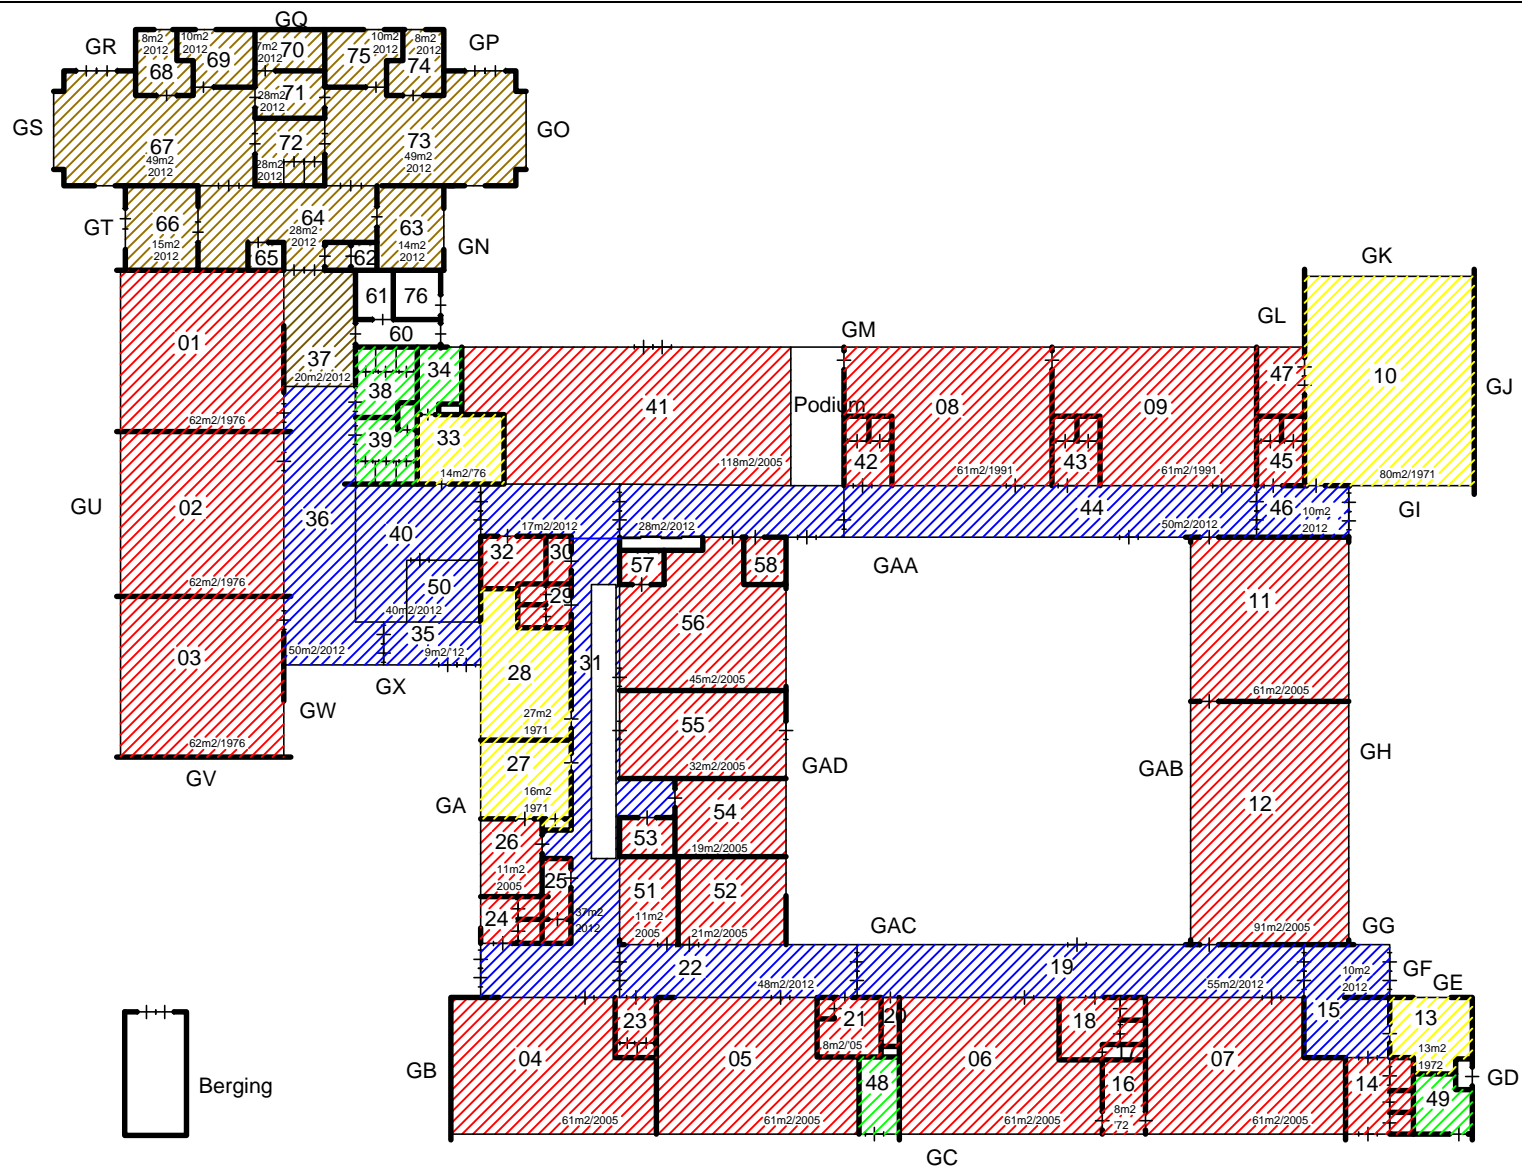 GQ
GR
GP
8m2
2012
10m2
2012
7m2
2012
70
10m2
2012
8m2
2012
68
69
75
74
71
28m2
2012
GS
67
49m2
2012
72
28m2
2012
73
49m2
2012
GO
GT
66
15m2
2012
64
28m2
2012
63
14m2
2012
GN
65
62
61
76
60
GK
GL
GM
01
62m2/1976
37
20m2/2012
38
34
41
118m2/2005
Podium
08
61m2/1991
09
61m2/1991
47
10
80m2/1971
GJ
39
33
14m2/'76
42
43
45
GU
02
62m2/1976
36
50m2/2012
40
17m2/2012
28m2/2012
44
50m2/2012
46
10m2
2012
GI
32
30
57
58
GAA
50
40m2/2012
29
35
9m2/'12
56
45m2/2005
11
61m2/2005
03
62m2/1976
GX
GW
GV
28
27m2
1971
31
55
32m2/2005
GAD
GAB
GH
27
16m2
1971
GA
54
19m2/2005
53
12
91m2/2005
26
11m2
2005
25
24
37m2
2012
51
11m2
2005
52
21m2/2005
GAC
GG
22
48m2/2012
19
55m2/2012
10m2
2012
GF
GE
15
13
13m2
1972
GD
23
21
8m2/'05
20
18
17
GB
04
61m2/2005
05
61m2/2005
48
06
61m2/2005
16
8m2
'72
07
61m2/2005
14
49
GC
Berging